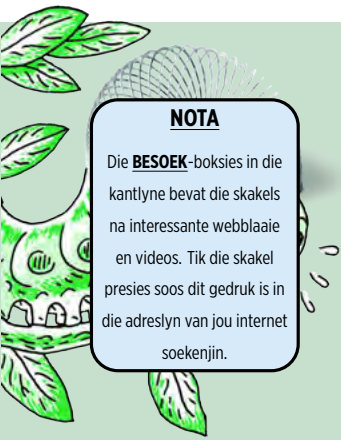 NOTA
Die BESOEK-boksies in die
kantlyne bevat die skakels
na interessante webblaaie
en videos. Tik die skakel
presies soos dit gedruk is in
die adreslyn van jou internet
soekenjin.